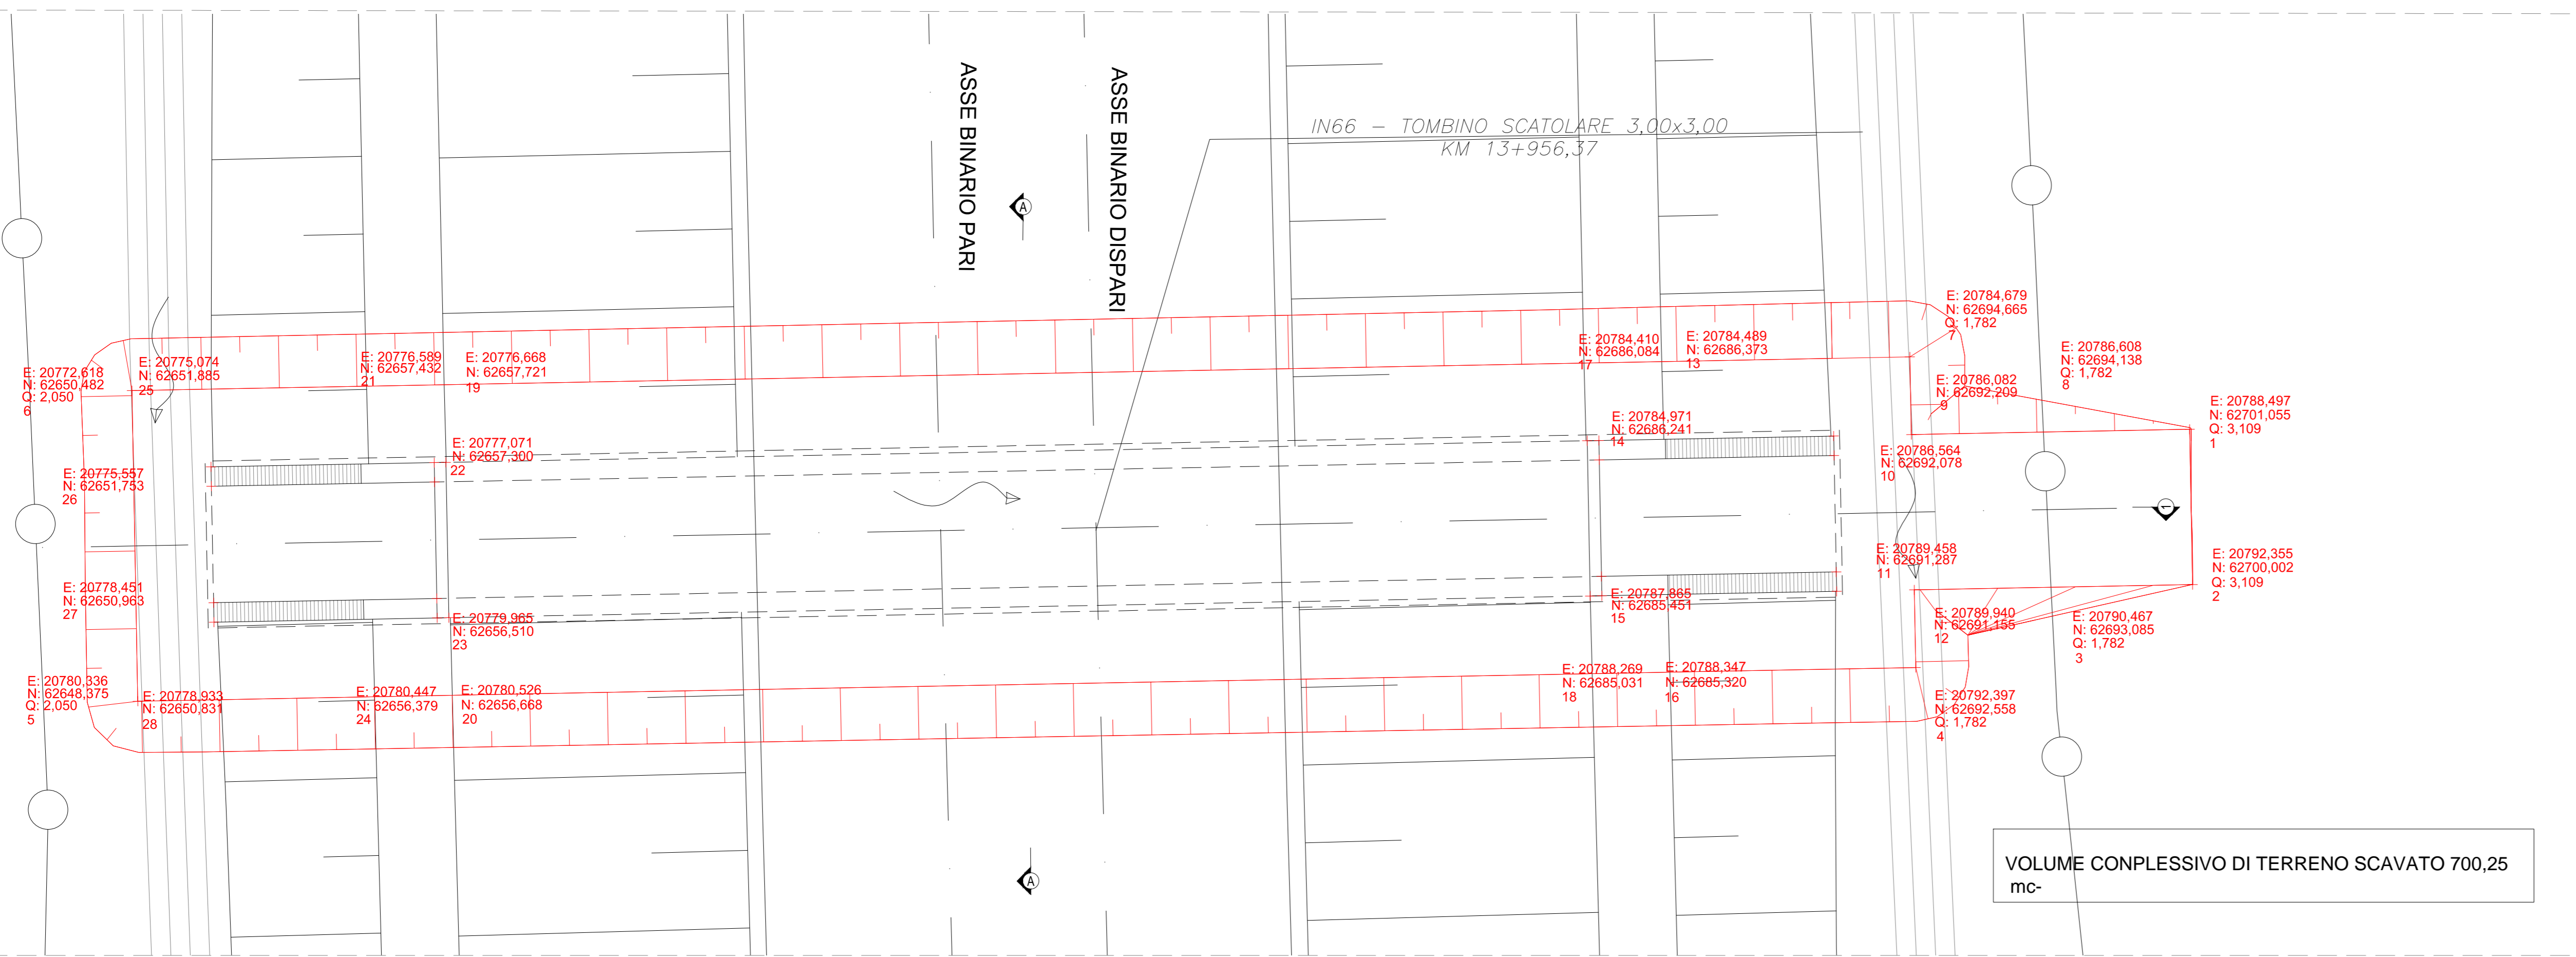 ASSE BINARIO PARI
ASSE BINARIO DISPARI
A
IN66 - TOMBINO SCATOLARE 3,00x3,00
KM 13+956,37
E: 20784,679
N: 62694,665
Q: 1,782
7
E: 20772,618
N: 62650,482
Q: 2,050
6
E: 20775,074
N: 62651,885
25
E: 20776,589
N: 62657,432
21
E: 20776,668
N: 62657,721
19
E: 20784,410
N: 62686,084
17
E: 20784,489
N: 62686,373
13
E: 20786,608
N: 62694,138
Q: 1,782
8
E: 20786,082
N: 62692,209
9
E: 20788,497
N: 62701,055
Q: 3,109
1
E: 20777,071
N: 62657,300
22
E: 20784,971
N: 62686,241
14
E: 20786,564
N: 62692,078
10
E: 20775,557
N: 62651,753
26
1
E: 20789,458
N: 62691,287
11
E: 20792,355
N: 62700,002
Q: 3,109
2
E: 20778,451
N: 62650,963
27
E: 20779,965
N: 62656,510
23
E: 20787,865
N: 62685,451
15
E: 20789,940
N: 62691,155
12
E: 20790,467
N: 62693,085
Q: 1,782
3
E: 20780,336
N: 62648,375
Q: 2,050
5
E: 20778,933
N: 62650,831
28
E: 20780,447
N: 62656,379
24
E: 20780,526
N: 62656,668
20
E: 20788,269
N: 62685,031
18
E: 20788,347
N: 62685,320
16
E: 20792,397
N: 62692,558
Q: 1,782
4
A
VOLUME CONPLESSIVO DI TERRENO SCAVATO 700,25
mc-